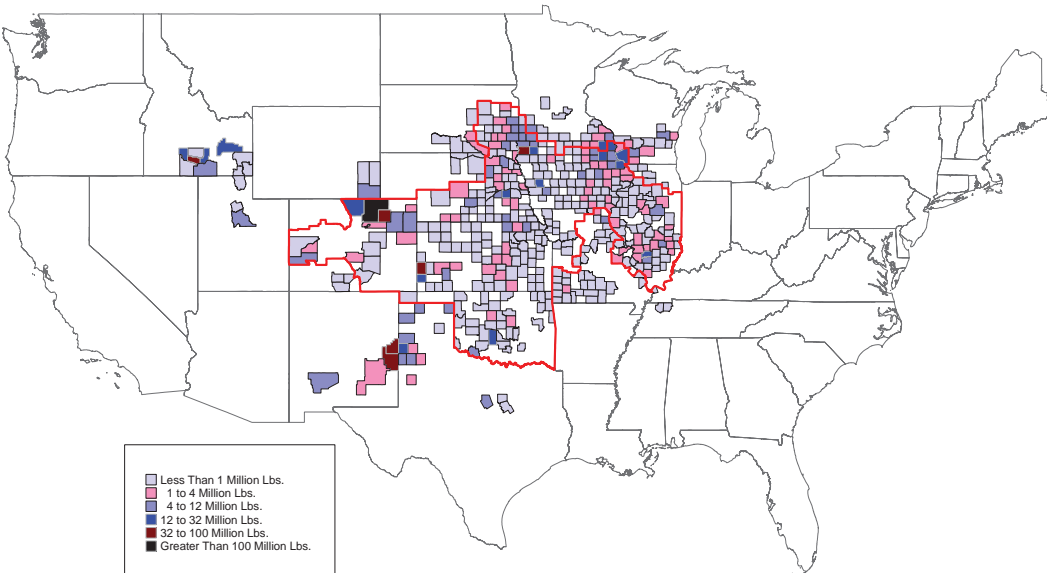 Less Than 1 Million Lbs.
1 to 4 Million Lbs.
4 to 12 Million Lbs.
12 to 32 Million Lbs.
32 to 100 Million Lbs.
Greater Than 100 Million Lbs.